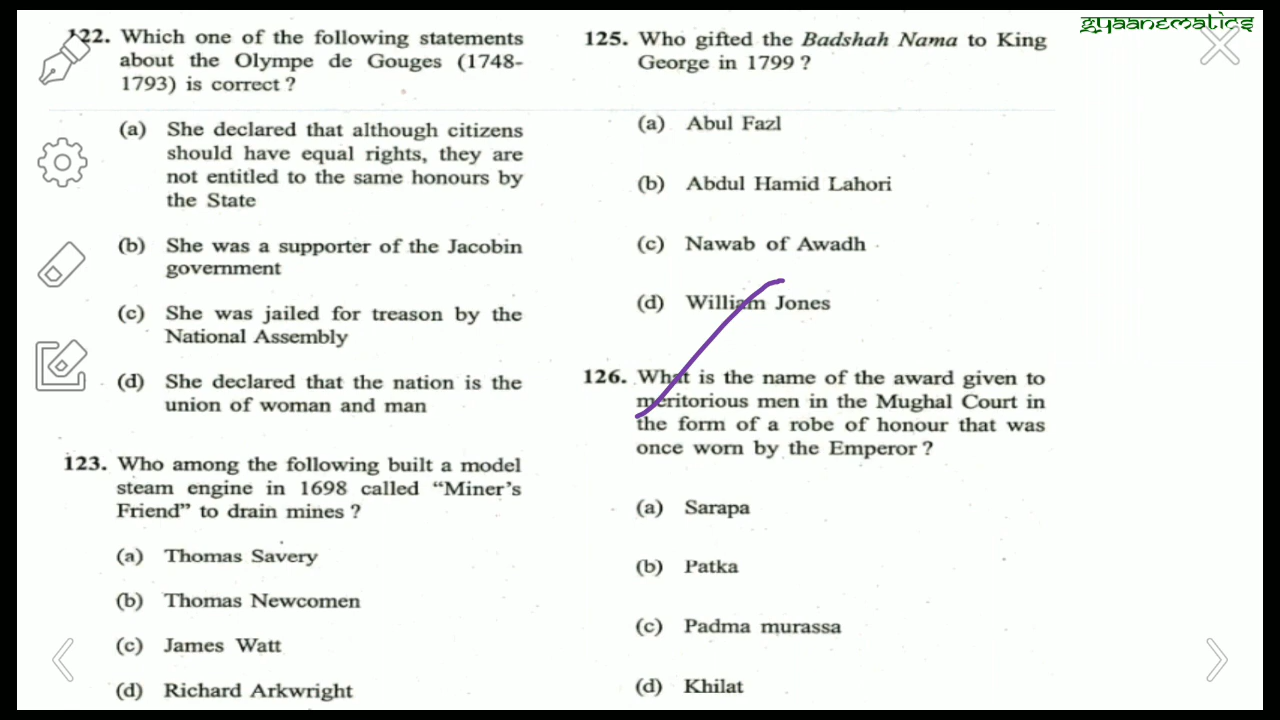 gyaanematics
122. Which one of the following statements
about the Olympe de Gouges (1748-
1793) is correct ?
(a) She declared that although citizens
should have equal rights, they are
not entitled to the same honours by
the State
(b) She was a supporter of the Jacobin
government
(c) She was jailed for treason by the
National Assembly
(d) She declared that the nation is the
union of woman and man
123. Who among the following built a model
steam engine in 1698 called “Miner’s
Friend” to drain mines ?
(a) Thomas Savery
(b) Thomas Newcomen
(c) James Watt
(d) Richard Arkwright
125. Who gifted the Badshah Nama to King
George in 1799 ?
(a) Abul Fazl
(b) Abdul Hamid Lahori
(c) Nawab of Awadh
(d) William Jones
126. What is the name of the award given to
meritorious men in the Mughal Court in
the form of a robe of honour that was
once worn by the Emperor ?
(a) Sarapa
(b) Patka
(c) Padma murassa
(d) Khilat